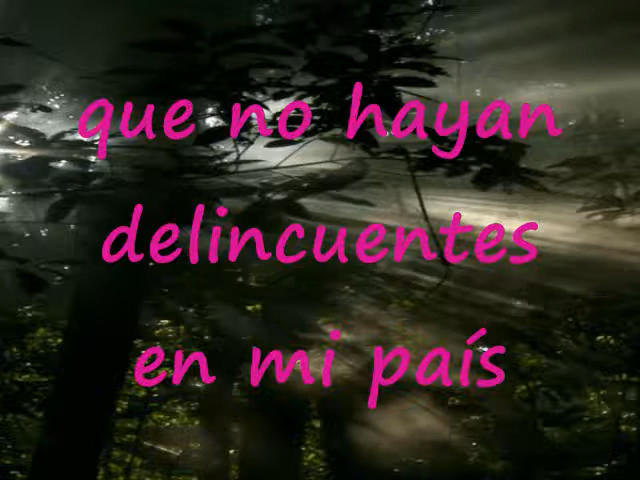 que no hayan
delincuentes
en mi país